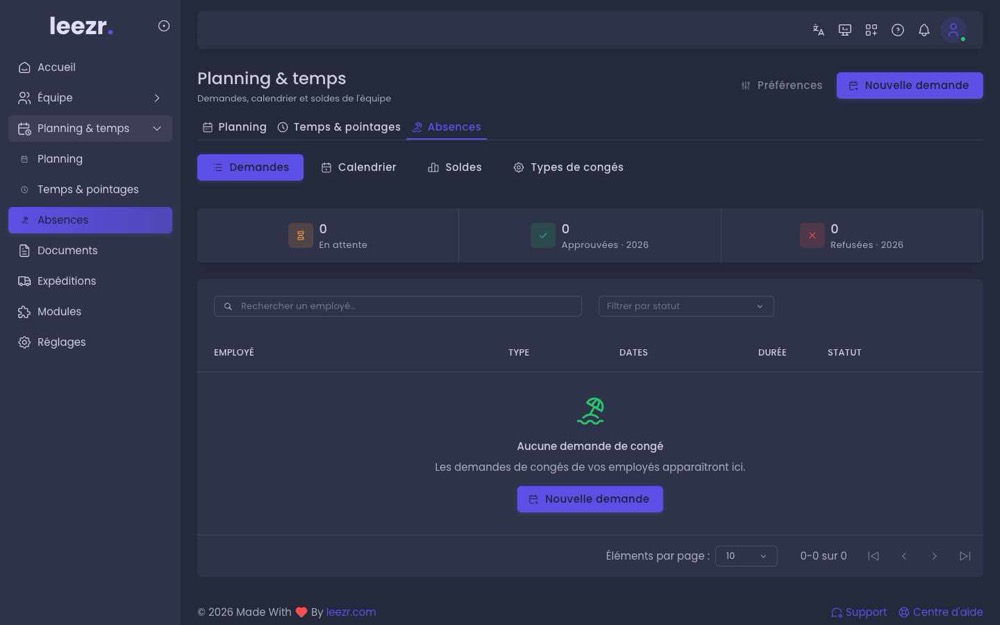 leezr.
Accueil
Équipe
Planning & temps
Planning
Temps & pointages
Absences
Documents
Expéditions
Modules
Réglages
Planning & temps
Demandes, calendrier et soldes de l'équipe
Préférences
Nouvelle demande
Planning
Temps & pointages
Absences
Demandes
Calendrier
Soldes
Types de congés
0
En attente
0
Approuvées · 2026
0
Refusées · 2026
Rechercher un employé...
Filtrer par statut
EMPLOYÉ TYPE DATES DURÉE STATUT
Aucune demande de congé
Les demandes de congés de vos employés apparaîtront ici.
Nouvelle demande
Éléments par page : 10 0-0 sur 0
© 2026 Made With ❤ By leezr.com
Support
Centre d'aide